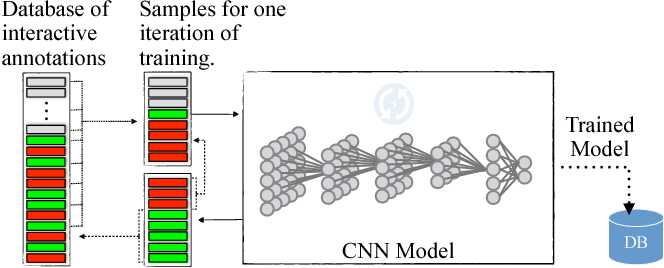 Database of
interactive
annotations
Samples for one
iteration of
training.
CNN Model
Trained
Model
DB